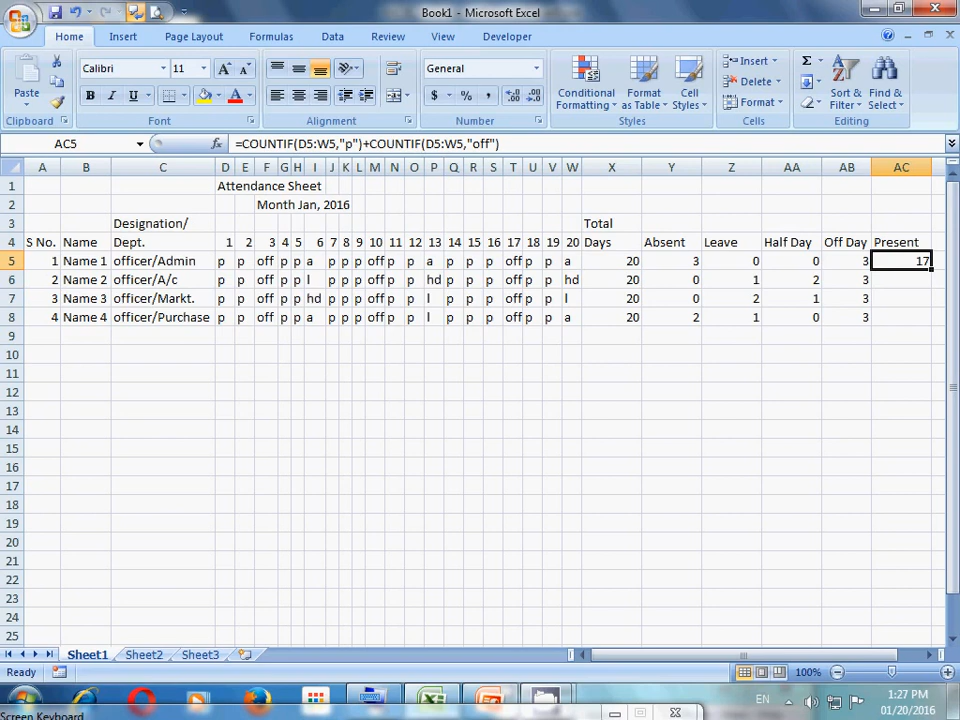 Book1 - Microsoft Excel
Home Insert Page Layout Formulas Data Review View Developer
Paste Calibri 11 General Conditional Formatting Format as Table Cell Styles Insert Delete Format Sort & Filter Find & Select
B I U $ % ,
Clipboard Font Alignment Number Styles Cells Editing
AC5 fx =COUNTIF(D5:W5,"p")+COUNTIF(D5:W5,"off")
A B C D E F G H I J K L M N O P Q R S T U V W X Y Z AA AB AC
1 Attendance Sheet
2 Month Jan, 2016
3 Designation/ Total
4 S No. Name Dept. 1 2 3 4 5 6 7 8 9 10 11 12 13 14 15 16 17 18 19 20 Days Absent Leave Half Day Off Day Present
5 1 Name 1 officer/Admin p p off p p a p p p off p p a p p p off p p a 20 3 0 0 3 17
6 2 Name 2 officer/A/c p p off p p l p p p off p p hd p p p off p p hd 20 0 1 2 3
7 3 Name 3 officer/Markt. p p off p p hd p p p off p p l p p p off p p l 20 0 2 1 3
8 4 Name 4 officer/Purchase p p off p p a p p p off p p l p p p off p p a 20 2 1 0 3
9
10
11
12
13
14
15
16
17
18
19
20
21
22
23
24
25
Sheet1 Sheet2 Sheet3
Ready 100%
EN 1:27 PM
01/20/2016
Screen Keyboard